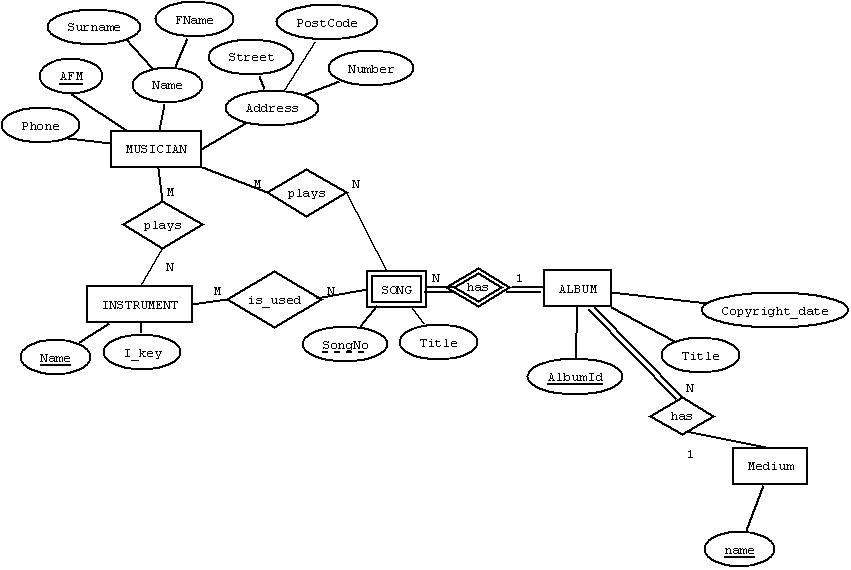 FName
PostCode
Surname
Street
Number
AFM
Name
Address
Phone
MUSICIAN
M
M
N
plays
plays
N
M
N
N
1
is_used
SONG
has
ALBUM
INSTRUMENT
Copyright_date
Name
I_key
SongNo
Title
Title
AlbumId
N
has
1
Medium
name